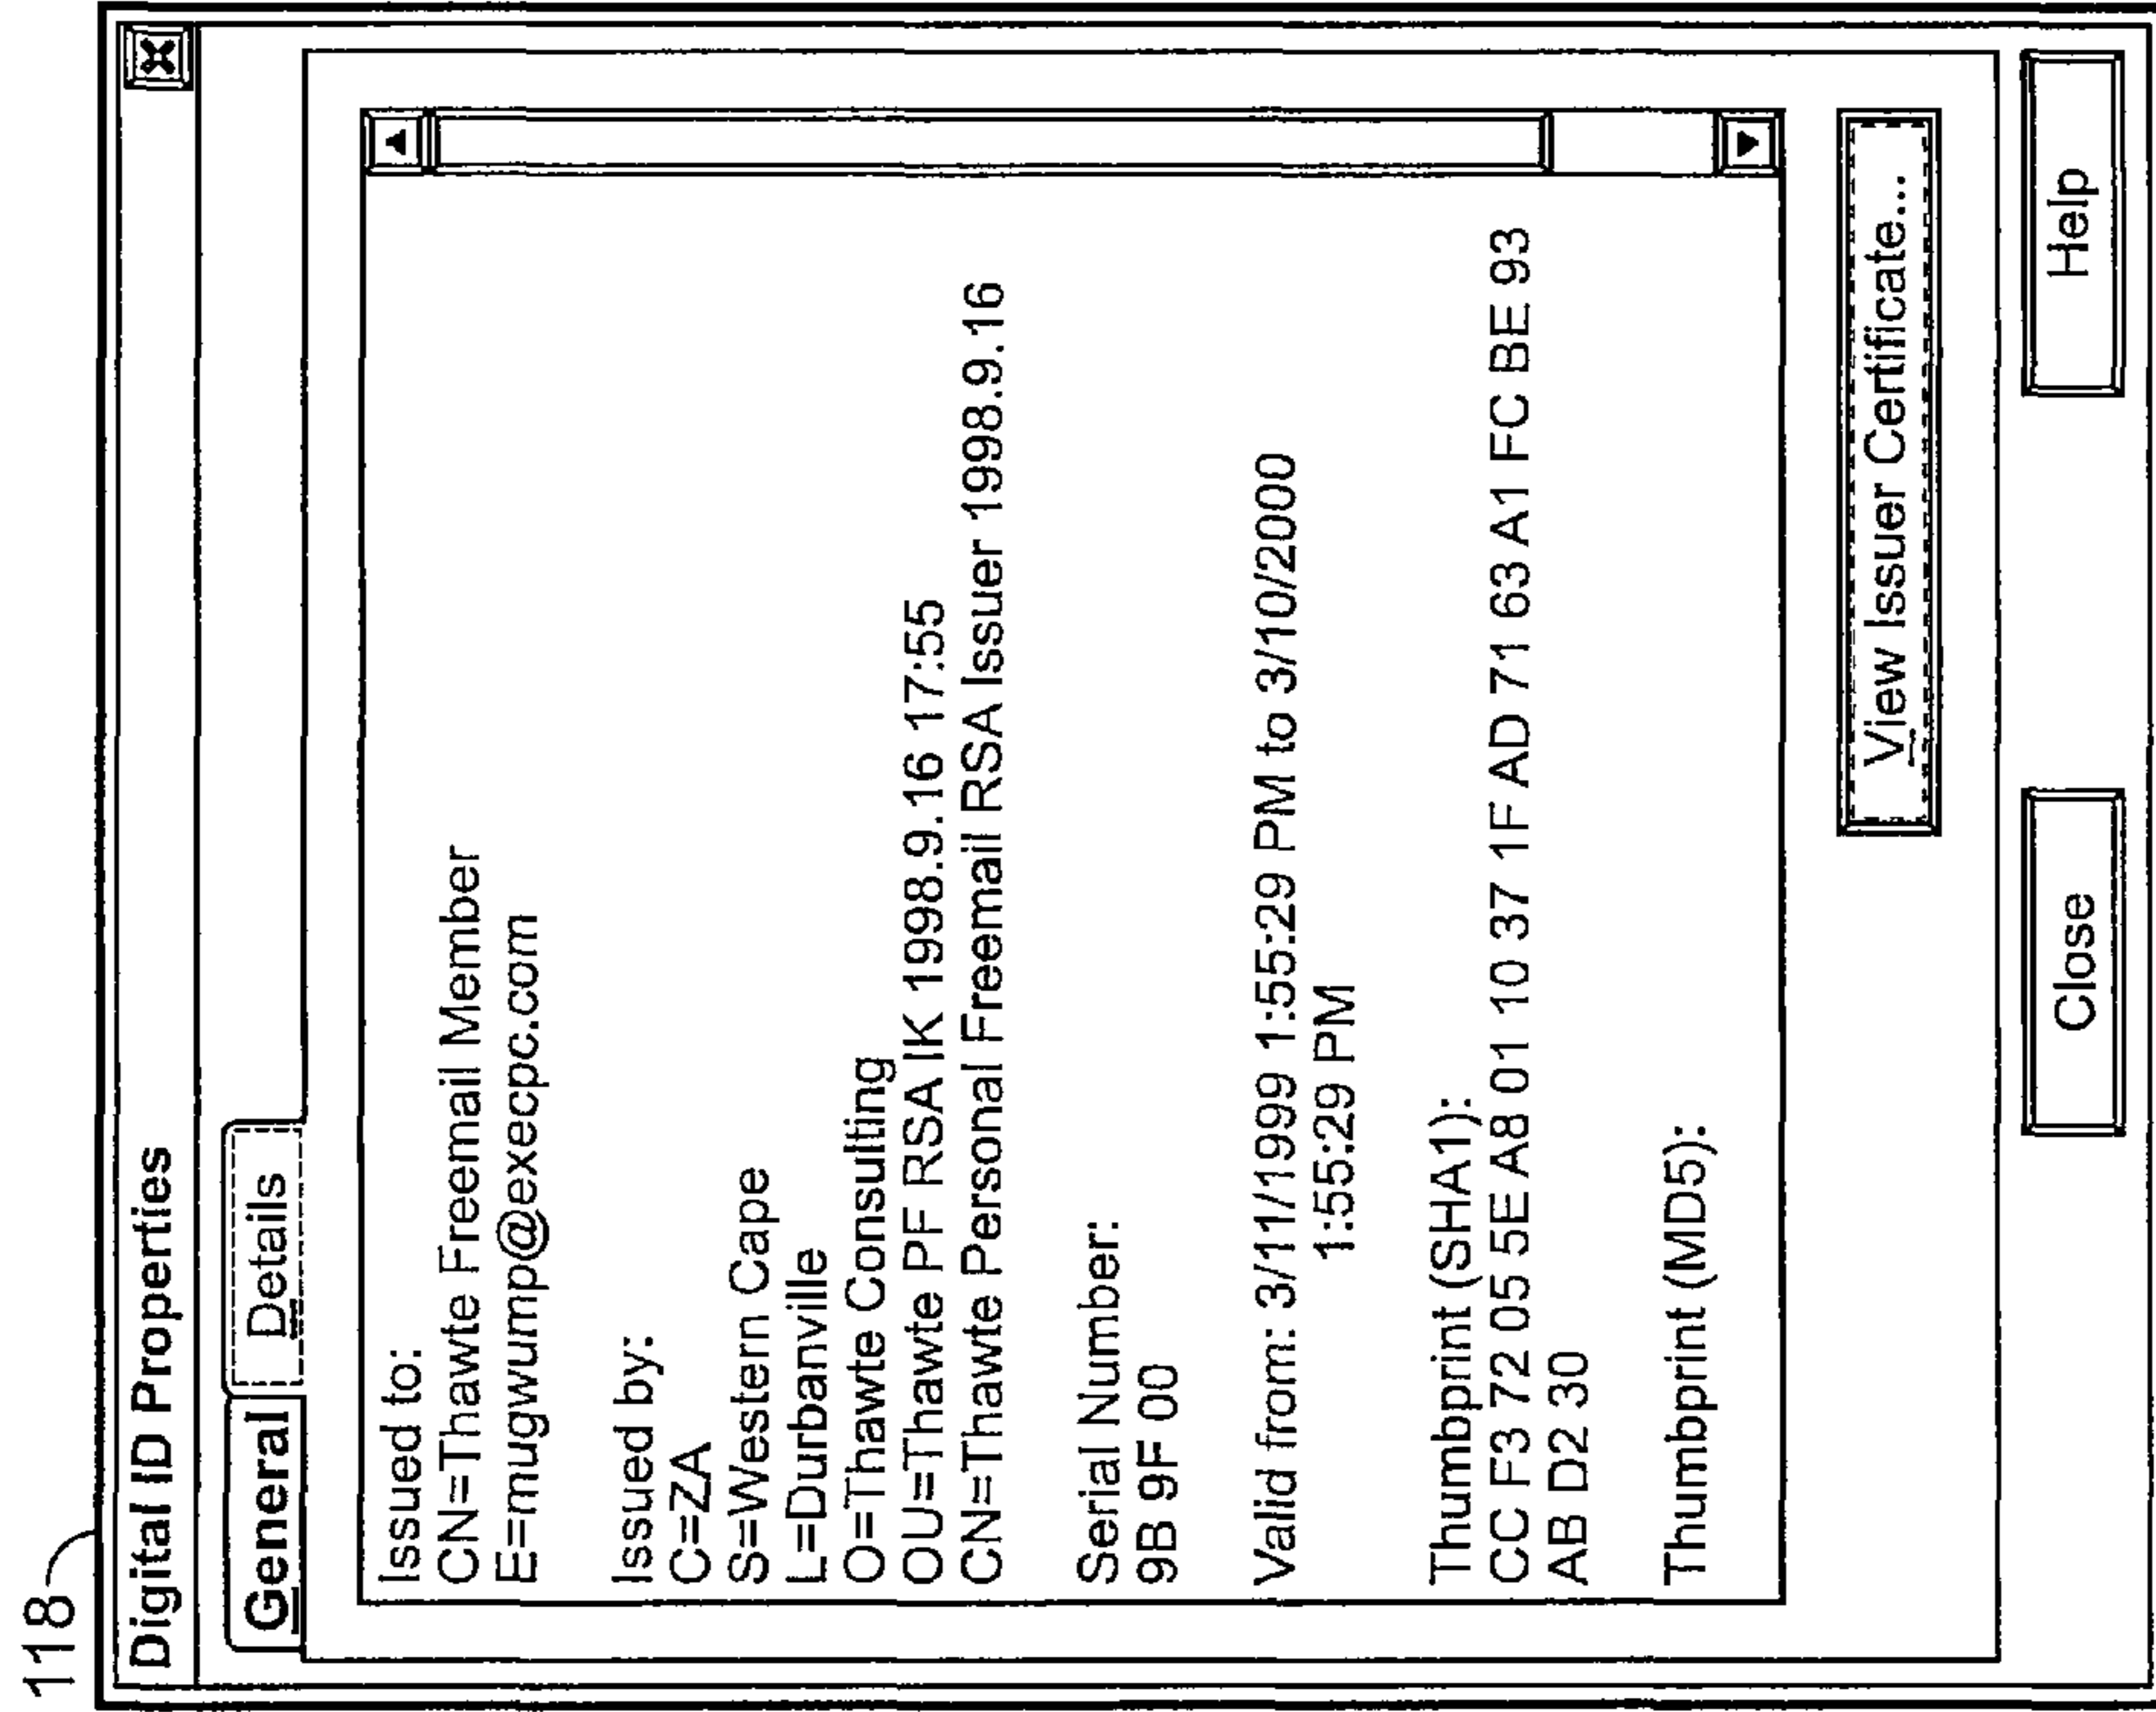 118
Digital ID Properties
General
Details
Issued to:
CN=Thawte Freemail Member
E=mugwump@execpc.com
Issued by:
C=ZA
S=Western Cape
L=Durbanville
O=Thawte Consulting
OU=Thawte PF RSA IK 1998.9.16 17:55
CN=Thawte Personal Freemail RSA Issuer 1998.9.16
Serial Number:
9B 9F 00
Valid from: 3/11/1999 1:55:29 PM to 3/10/2000
1:55:29 PM
Thumbprint (SHA1):
CC F3 72 05 5E A8 01 10 37 1F AD 71 63 A1 FC BE 93
AB D2 30
Thumbprint (MD5):
View Issuer Certificate...
Close
Help